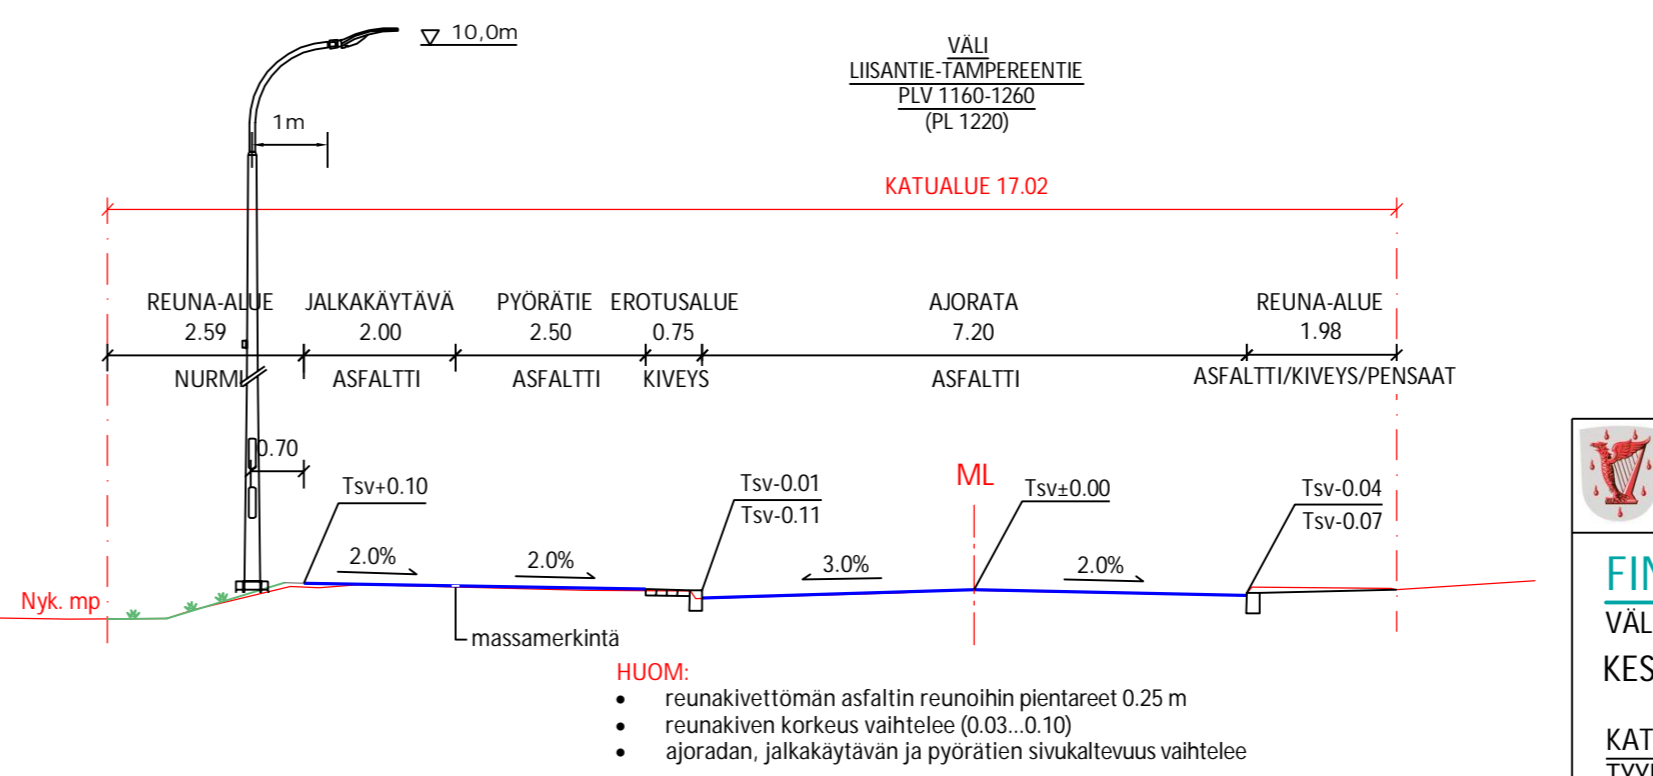 10,0m
VÄLI
LIISANTIE-TAMPEREENTIE
PLV 1160-1260
(PL 1220)
1m
KATUALUE 17.02
REUNA-ALUE JALKAKÄYTÄVÄ PYÖRÄTIE EROTUSALUE AJORATA REUNA-ALUE
2.59 2.00 2.50 0.75 7.20 1.98
NURMI ASFALTTI ASFALTTI KIVEYS ASFALTTI ASFALTTI/KIVEYS/PENSAAT
0.70
Tsv+0.10
Tsv-0.01
Tsv-0.11
ML
Tsv±0.00
Tsv-0.04
Tsv-0.07
2.0% 2.0% 3.0% 2.0%
Nyk. mp
massamerkintä
HUOM:
• reunakivettömän asfaltin reunoihin pientareet 0.25 m
• reunakiven korkeus vaihtelee (0.03...0.10)
• ajoradan, jalkakäytävän ja pyörätien sivukaltevuus vaihtelee
FIN
VÄL
KES
KAT